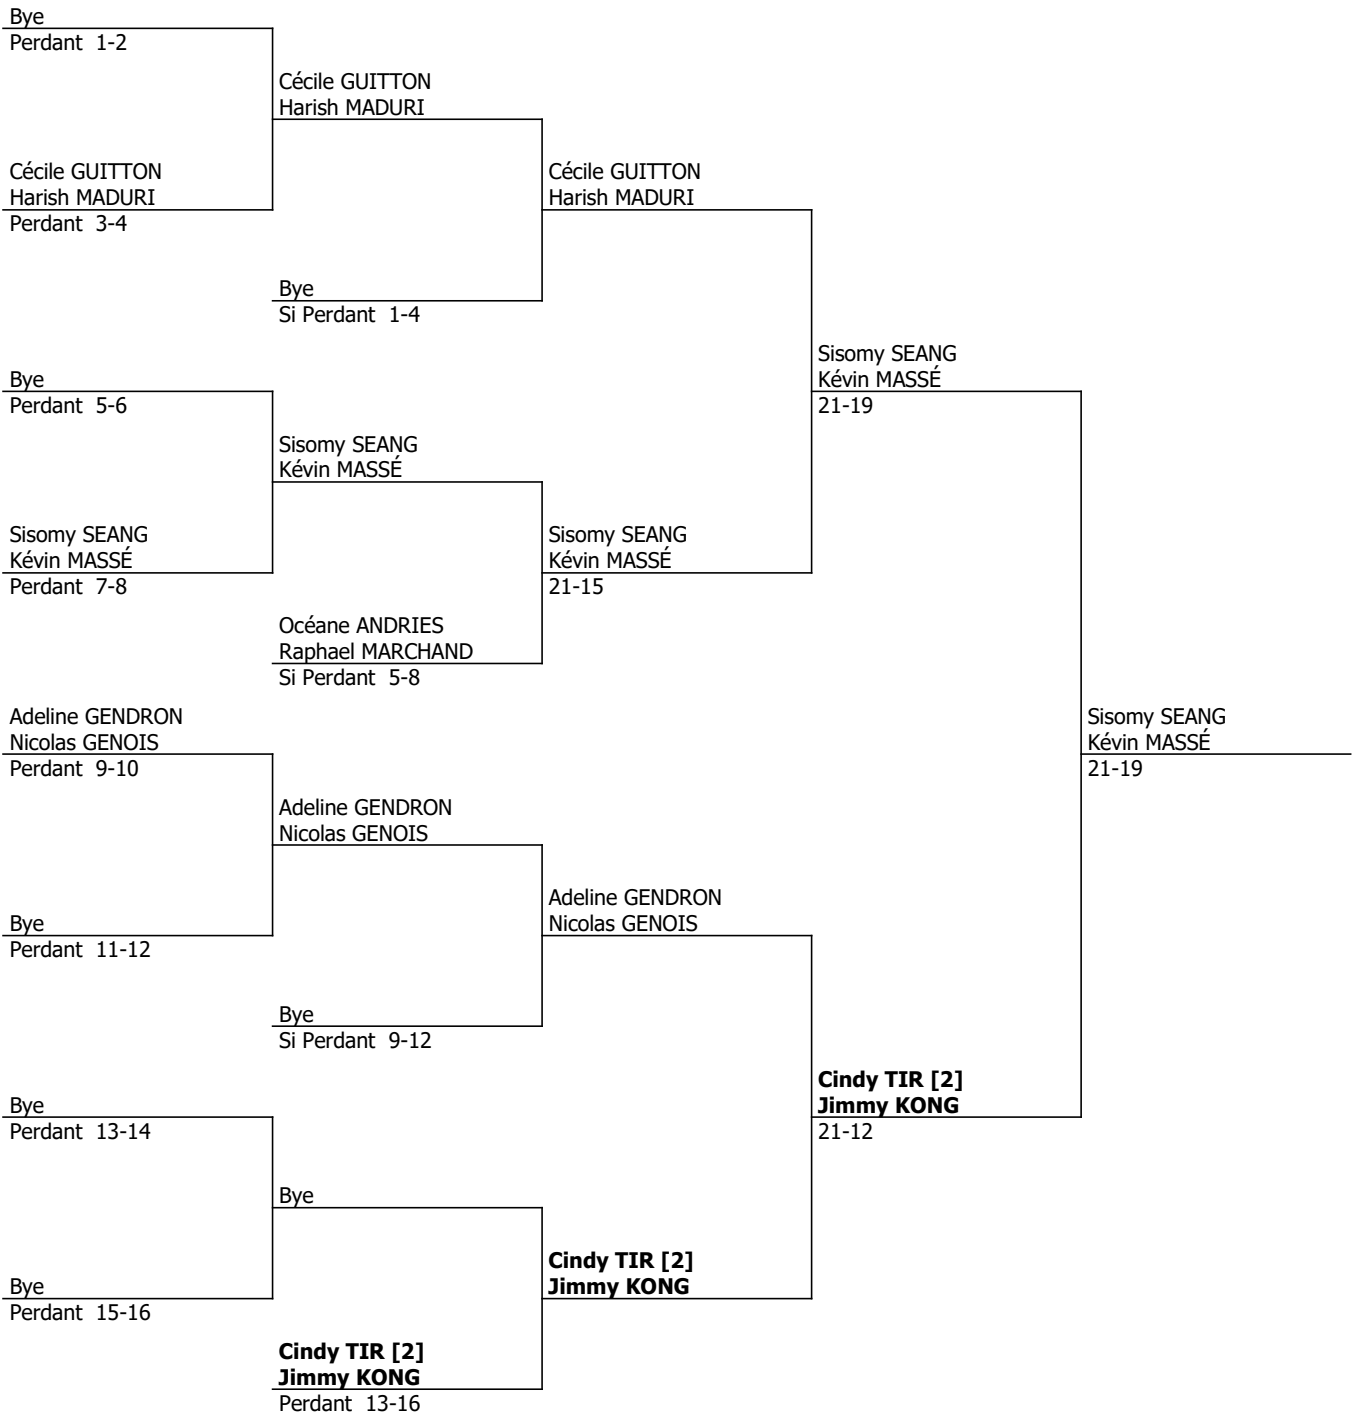 Bye
Perdant 1-2
Cécile GUITTON
Harish MADURI
Cécile GUITTON
Harish MADURI
Perdant 3-4
Cécile GUITTON
Harish MADURI
Bye
Si Perdant 1-4
Sisomy SEANG
Kévin MASSÉ
21-19
Bye
Perdant 5-6
Sisomy SEANG
Kévin MASSÉ
Sisomy SEANG
Kévin MASSÉ
Perdant 7-8
Sisomy SEANG
Kévin MASSÉ
21-15
Océane ANDRIES
Raphael MARCHAND
Si Perdant 5-8
Adeline GENDRON
Nicolas GENOIS
Perdant 9-10
Sisomy SEANG
Kévin MASSÉ
21-19
Adeline GENDRON
Nicolas GENOIS
Adeline GENDRON
Nicolas GENOIS
Bye
Perdant 11-12
Bye
Si Perdant 9-12
Cindy TIR [2]
Jimmy KONG
21-12
Bye
Perdant 13-14
Bye
Cindy TIR [2]
Jimmy KONG
Bye
Perdant 15-16
Cindy TIR [2]
Jimmy KONG
Perdant 13-16